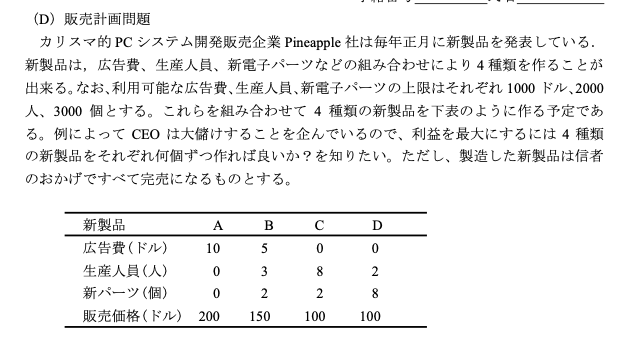 （D）販売計画問題
カリスマ的 PC システム開発販売企業 Pineapple 社は毎年正月に新製品を発表している．
新製品は，広告費、生産人員、新電子パーツなどの組み合わせにより 4 種類を作ることが
出来る。なお、利用可能な広告費、生産人員、新電子パーツの上限はそれぞれ 1000 ドル、2000
人、3000 個とする。これらを組み合わせて 4 種類の新製品を下表のように作る予定であ
る。例によって CEO は大儲けすることを企んでいるので、利益を最大にするには 4 種類
の新製品をそれぞれ何個ずつ作れば良いか？を知りたい。ただし、製造した新製品は信者
のおかげですべて完売になるものとする。
新製品 A B C D
広告費（ドル） 10 5 0 0
生産人員（人） 0 3 8 2
新パーツ（個） 0 2 2 8
販売価格（ドル） 200 150 100 100